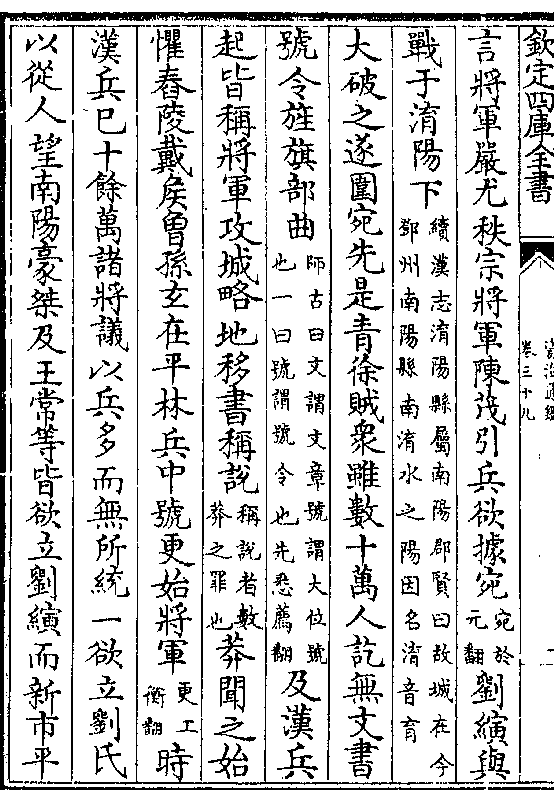 欽定四庫全書
資治通鑑
卷三十九
言將軍嚴尤秩宗將軍陳茂引兵欲據宛宛於元翻劉縯與
戰于淯陽下續漢志淯陽縣屬南陽郡賢曰故城在今鄧州南陽縣南淯水之陽因名淯音育
大破之遂圍宛先是青徐賊衆雖數十萬人訖無文書
號令旌旗部曲師古曰文謂文章號謂大位號也一曰號謂號令也先悉薦翻及漢兵
起皆稱將軍攻城略地移書稱說稱說者數莽之罪也莽聞之始
懼舂陵戴侯曾孫玄在平林兵中號更始將軍更工衡翻時
漢兵已十餘萬諸將議以兵多而無所統一欲立劉氏
以從人望南陽豪桀及王常等皆欲立劉縯而新市平